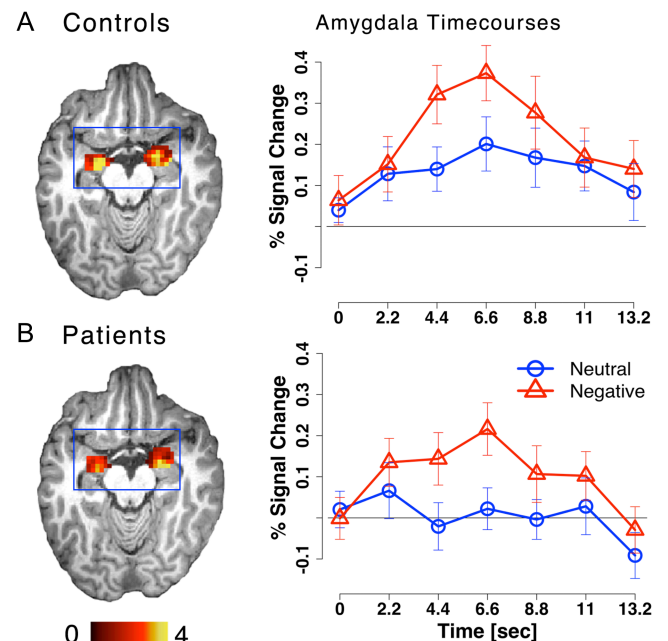 A Controls
Amygdala Timecourses
% Signal Change
0.4
0.3
0.2
0.1
-0.1
0 2.2 4.4 6.6 8.8 11 13.2
B Patients
% Signal Change
0.4
0.3
0.2
0.1
-0.1
Neutral
Negative
0 2.2 4.4 6.6 8.8 11 13.2
Time [sec]
0 4